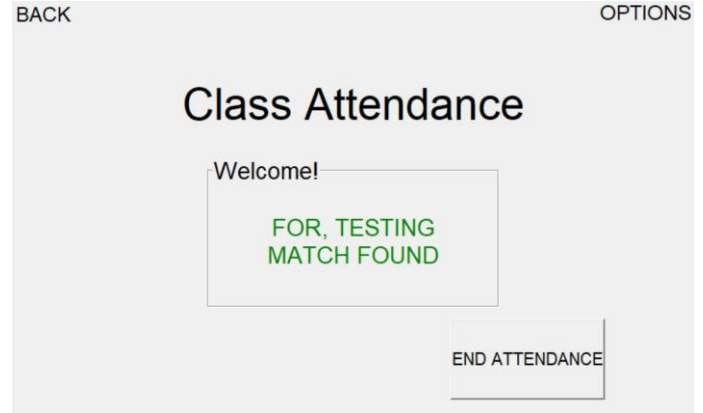 BACK
OPTIONS
Class Attendance
Welcome!
FOR, TESTING
MATCH FOUND
END ATTENDANCE